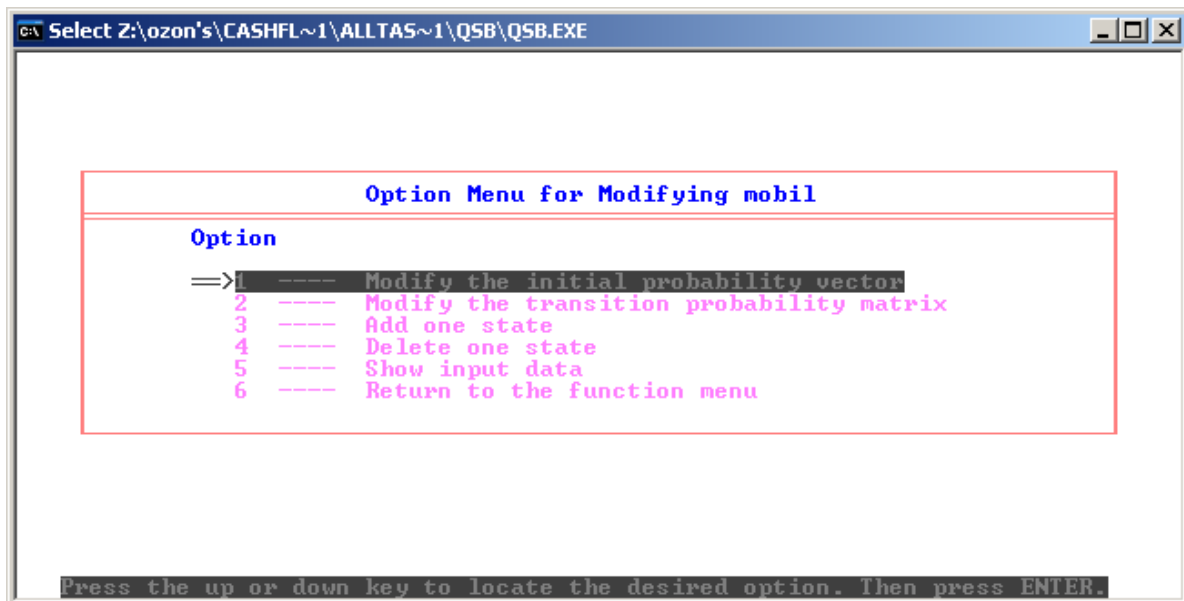 Select Z:\ozon's\CASHFL~1\ALLTAS~1\QSB\QSB.EXE
Option Menu for Modifying mobil
Option
==>1 ---- Modify the initial probability vector
2 ---- Modify the transition probability matrix
3 ---- Add one state
4 ---- Delete one state
5 ---- Show input data
6 ---- Return to the function menu
Press the up or down key to locate the desired option. Then press ENTER.